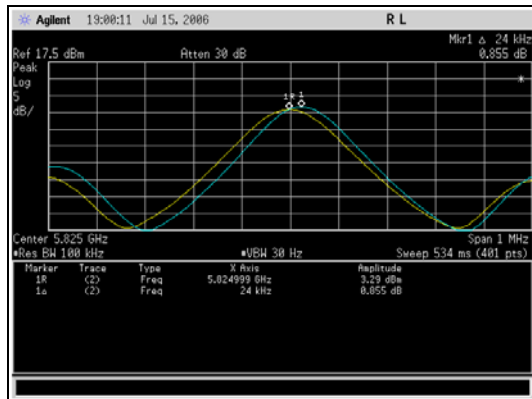 Agilent 19:00:11 Jul 15, 2006 R L
Mkr1 Δ 24 kHz
Ref 17.5 dBm Atten 30 dB 0.855 dB
Peak
Log
5
dB/
1R 1
*
Center 5.825 GHz Span 1 MHz
#Res BW 100 kHz #VBW 30 Hz Sweep 534 ms (401 pts)
Marker Trace Type X Axis Amplitude
1R (2) Freq 5.824999 GHz 3.29 dBm
1Δ (2) Freq 24 kHz 0.855 dB